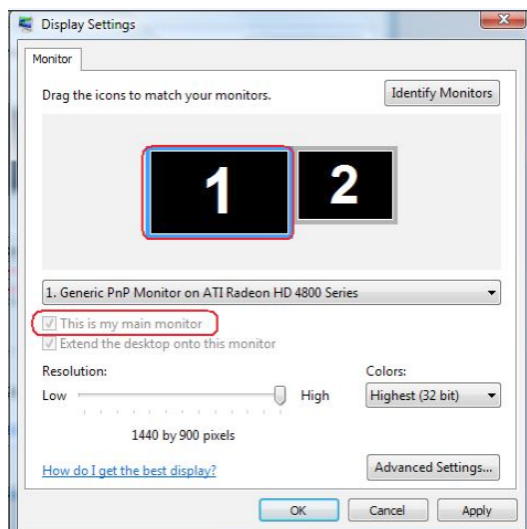 Display Settings
Monitor
Drag the icons to match your monitors.
Identify Monitors
1 2
1. Generic PnP Monitor on ATI Radeon HD 4800 Series
This is my main monitor
Extend the desktop onto this monitor
Resolution: Colors:
Low High Highest (32 bit)
1440 by 900 pixels
How do I get the best display? Advanced Settings...
OK Cancel Apply